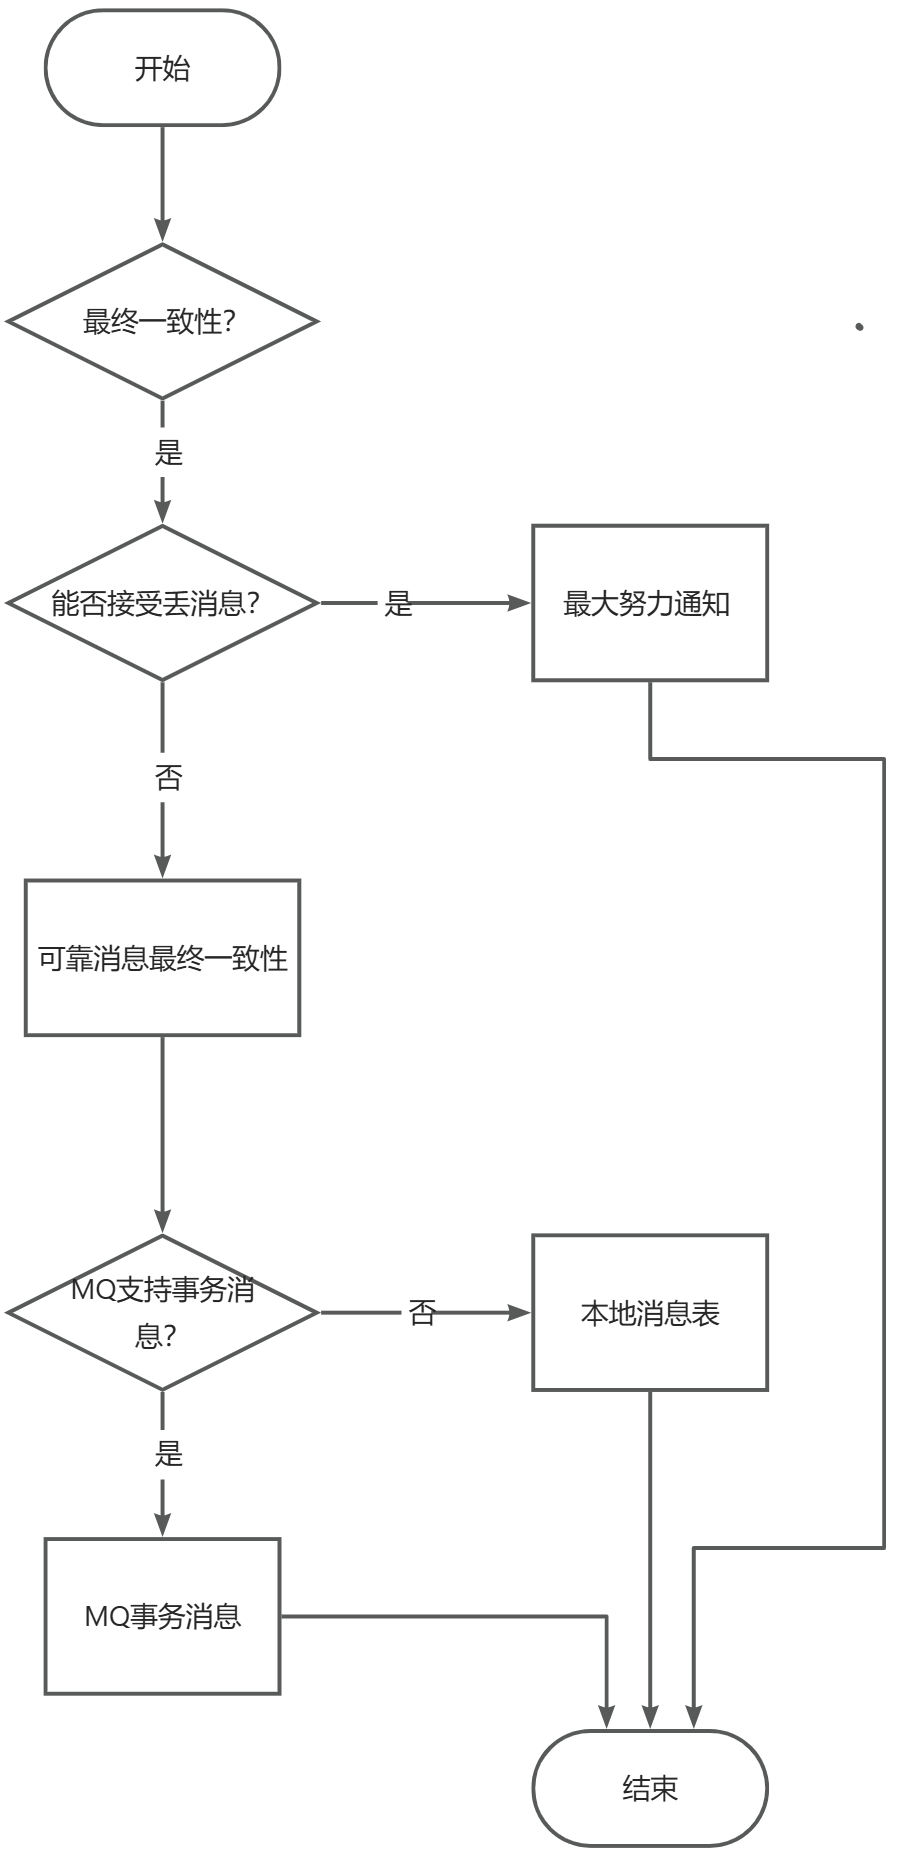 开始
最终一致性?
是
能否接受丢消息?
是
最大努力通知
否
可靠消息最终一致性
MQ支持事务消
息?
否
本地消息表
是
MQ事务消息
结束